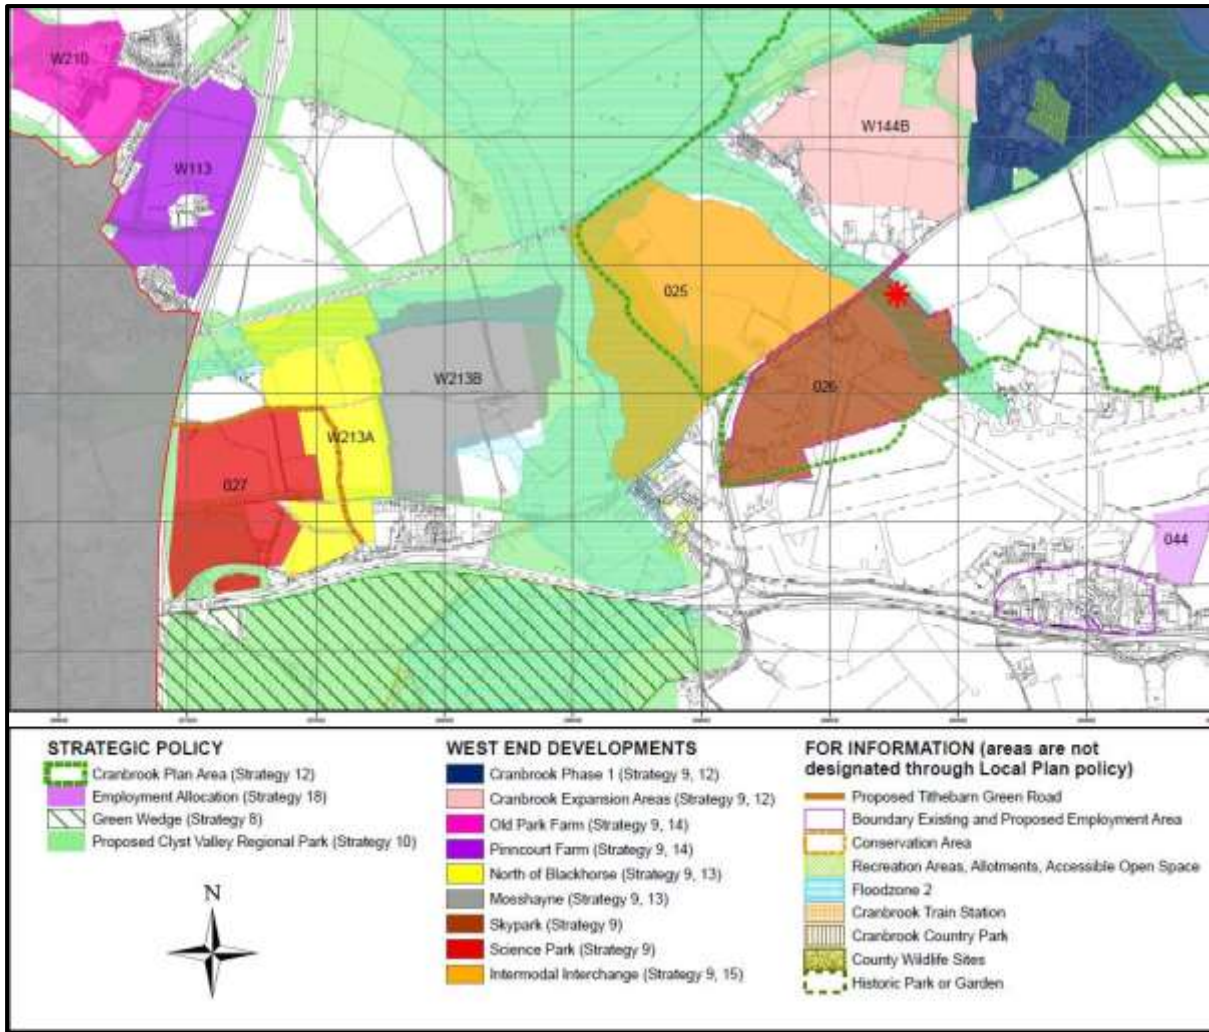 W210
W113
W144B
025
W213B
026
W213A
027
044
STRATEGIC POLICY
Cranbrook Plan Area (Strategy 12)
Employment Allocation (Strategy 18)
Green Wedge (Strategy 8)
Proposed Clyst Valley Regional Park (Strategy 10)
N
WEST END DEVELOPMENTS
Cranbrook Phase 1 (Strategy 9, 12)
Cranbrook Expansion Areas (Strategy 9, 12)
Old Park Farm (Strategy 9, 14)
Pinncourt Farm (Strategy 9, 14)
North of Blackhorse (Strategy 9, 13)
Mosshayne (Strategy 9, 13)
Skypark (Strategy 9)
Science Park (Strategy 9)
Intermodal Interchange (Strategy 9, 15)
FOR INFORMATION (areas are not
designated through Local Plan policy)
Proposed Tithebarn Green Road
Boundary Existing and Proposed Employment Area
Conservation Area
Recreation Areas, Allotments, Accessible Open Space
Floodzone 2
Cranbrook Train Station
Cranbrook Country Park
County Wildlife Sites
Historic Park or Garden